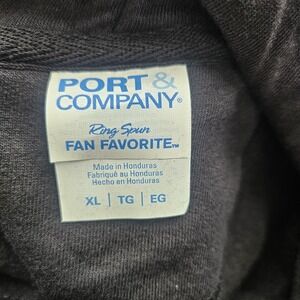 PORT &
COMPANY®
Ring Spun
FAN FAVORITE™
Made in Honduras
Fabriqué au Honduras
Hecho en Honduras
XL | TG | EG